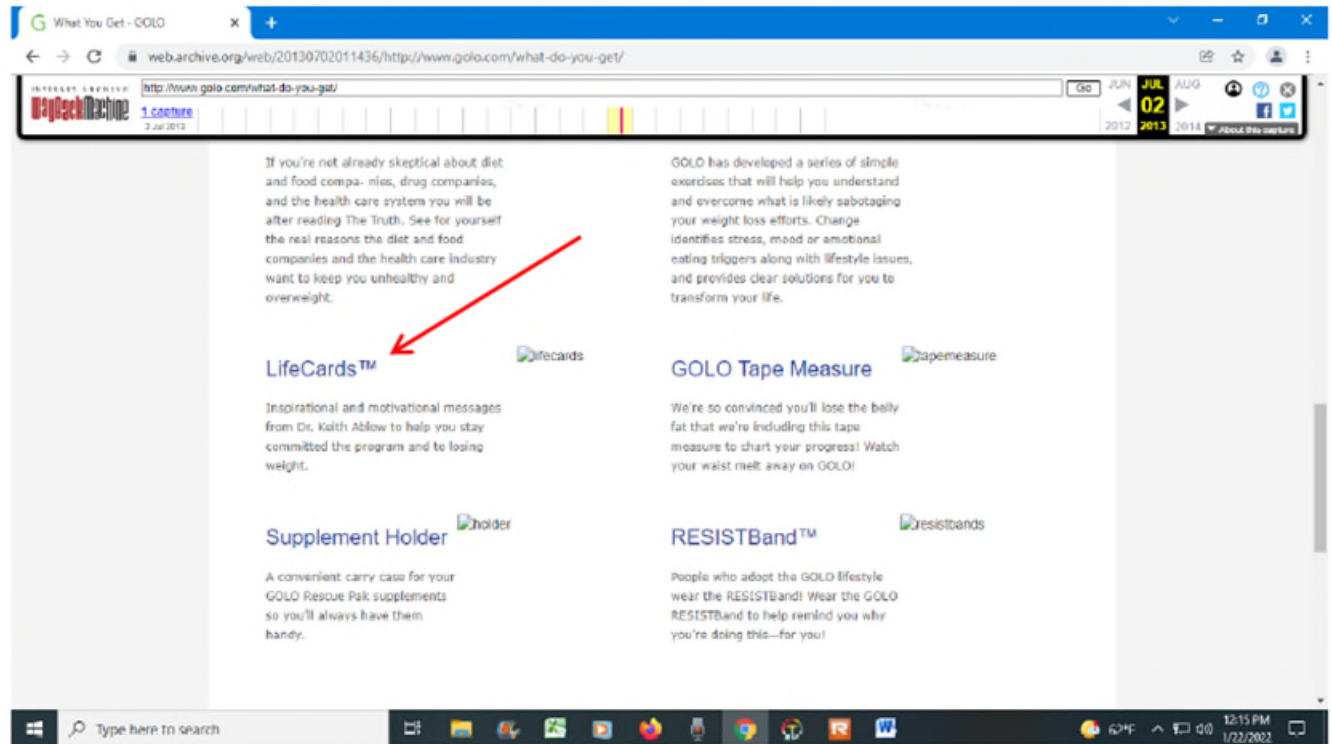 What You Get - GOLO
web.archive.org/web/20130702011436/http://www.golo.com/what-do-you-get/
INTERNET ARCHIVE
WayBackMachine
http://www.golo.com/what-do-you-get/
Go
JUN
JUL
AUG
1 capture
2 Jul 2013
02
2012
2013
2014
About this capture
If you're not already skeptical about diet
and food compa- nies, drug companies,
and the health care system you will be
after reading The Truth. See for yourself
the real reasons the diet and food
companies and the health care industry
want to keep you unhealthy and
overweight.
GOLO has developed a series of simple
exercises that will help you understand
and overcome what is likely sabotaging
your weight loss efforts. Change
identifies stress, mood or emotional
eating triggers along with lifestyle issues,
and provides clear solutions for you to
transform your life.
LifeCards™
lifecards
Inspirational and motivational messages
from Dr. Keith Ablow to help you stay
committed the program and to losing
weight.
GOLO Tape Measure
tapemeasure
We're so convinced you'll lose the belly
fat that we're including this tape
measure to chart your progress! Watch
your waist melt away on GOLO!
Supplement Holder
holder
A convenient carry case for your
GOLO Rescue Pak supplements
so you'll always have them
handy.
RESISTBand™
resistbands
People who adopt the GOLO lifestyle
wear the RESISTBand! Wear the GOLO
RESISTBand to help remind you why
you're doing this—for you!
Type here to search
62°F
12:15 PM
1/22/2022